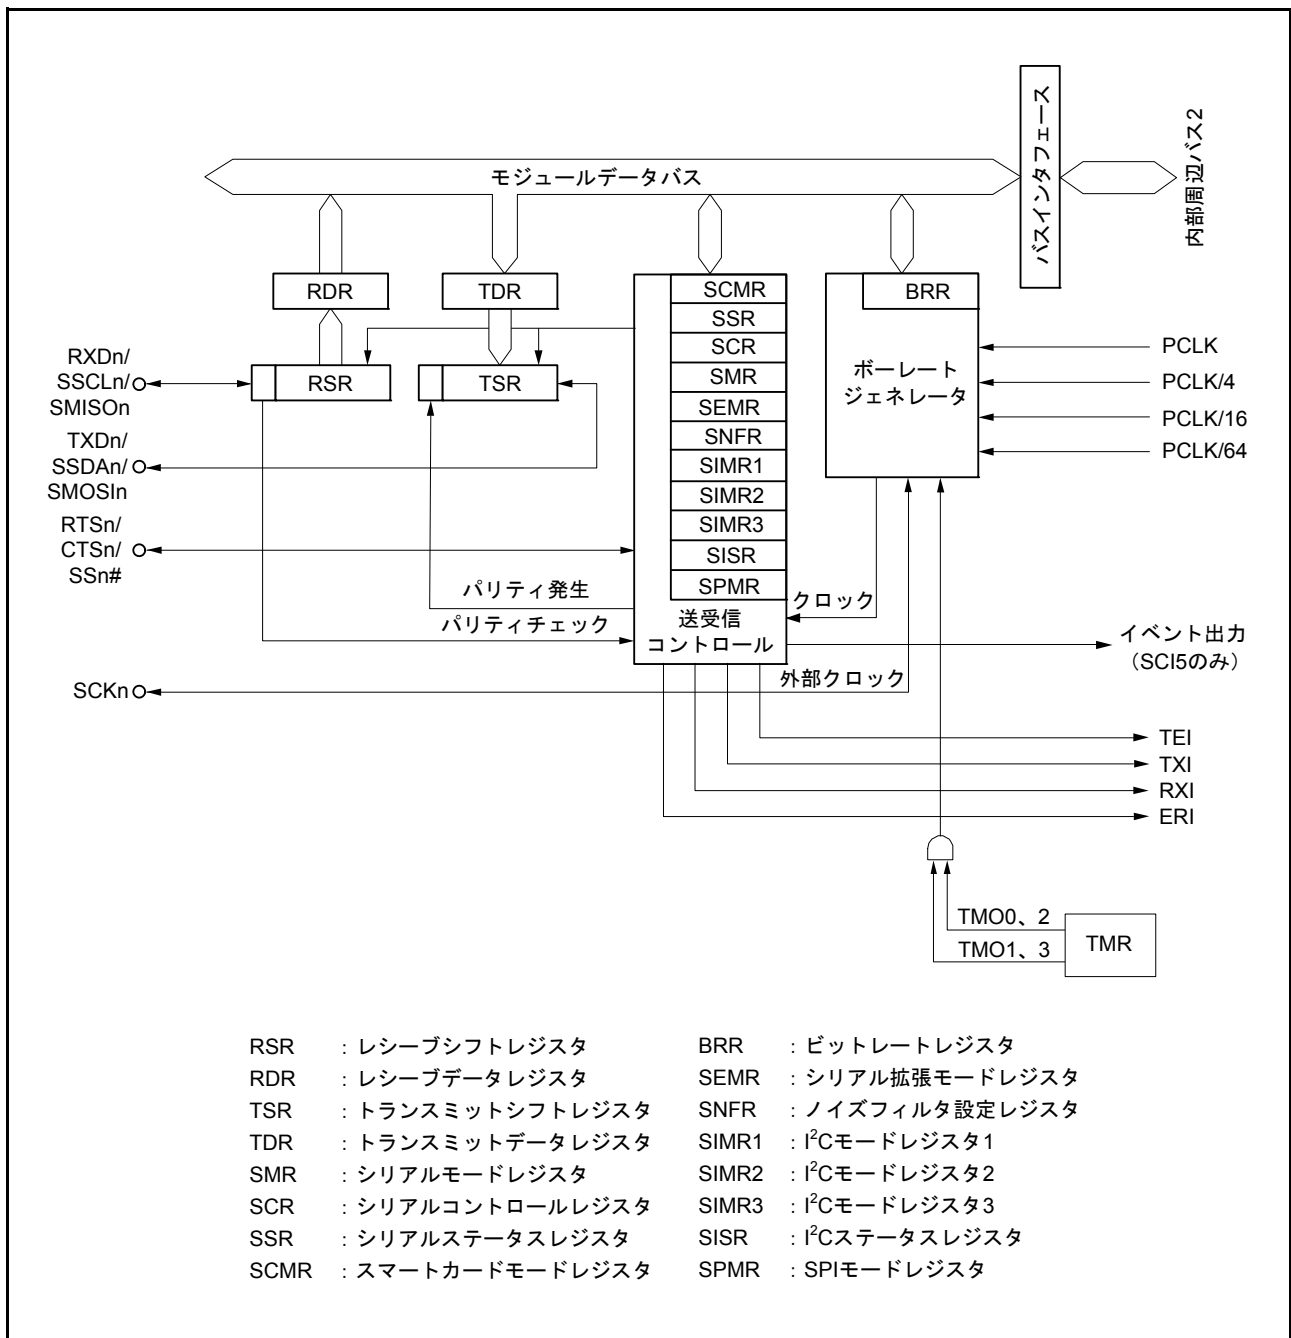 バスインタフェース
内部周辺バス2
モジュールデータバス
RDR
TDR
SCMR
BRR
SSR
SCR
SMR
SEMR
SNFR
SIMR1
SIMR2
SIMR3
SISR
SPMR
送受信
コントロール
RSR
TSR
ボーレート
ジェネレータ
PCLK
PCLK/4
PCLK/16
PCLK/64
RXDn/
SSCLn/
SMISOn
TXDn/
SSDAn/
SMOSIn
RTSn/
CTSn/
SSn#
パリティ発生
パリティチェック
クロック
外部クロック
SCKn
イベント出力
(SCI5のみ)
TEI
TXI
RXI
ERI
TMO0、2
TMO1、3
TMR
RSR : レシーブシフトレジスタ
RDR : レシーブデータレジスタ
TSR : トランスミットシフトレジスタ
TDR : トランスミットデータレジスタ
SMR : シリアルモードレジスタ
SCR : シリアルコントロールレジスタ
SSR : シリアルステータスレジスタ
SCMR : スマートカードモードレジスタ
BRR : ビットレートレジスタ
SEMR : シリアル拡張モードレジスタ
SNFR : ノイズフィルタ設定レジスタ
SIMR1 : I²Cモードレジスタ1
SIMR2 : I²Cモードレジスタ2
SIMR3 : I²Cモードレジスタ3
SISR : I²Cステータスレジスタ
SPMR : SPIモードレジスタ